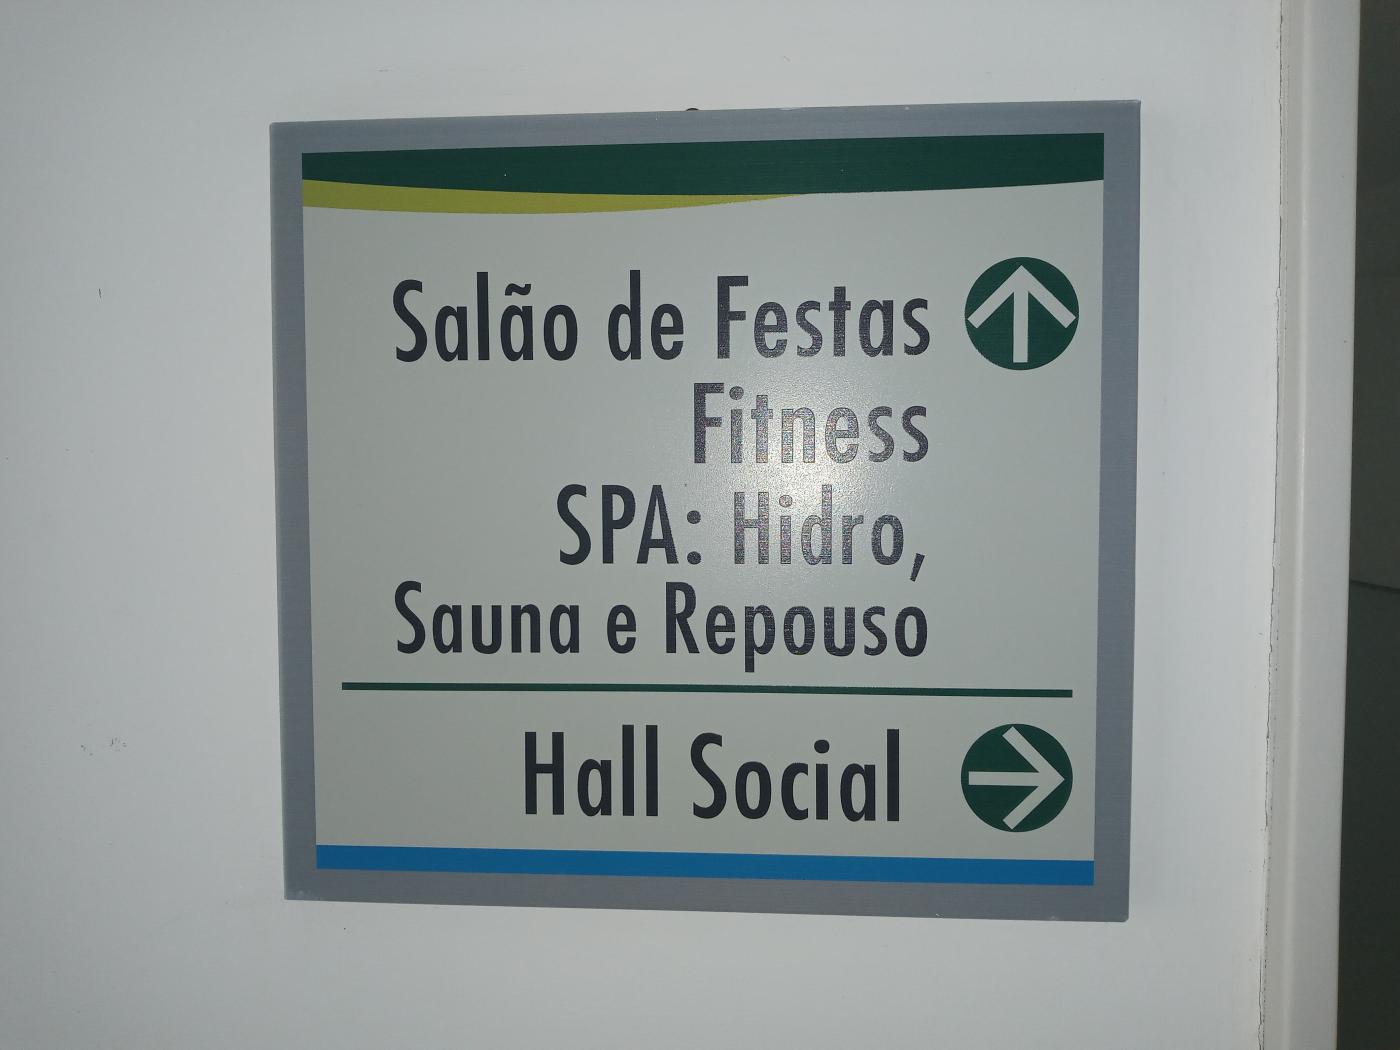 Salão de Festas
Fitness
SPA: Hidro,
Sauna e Repouso
Hall Social